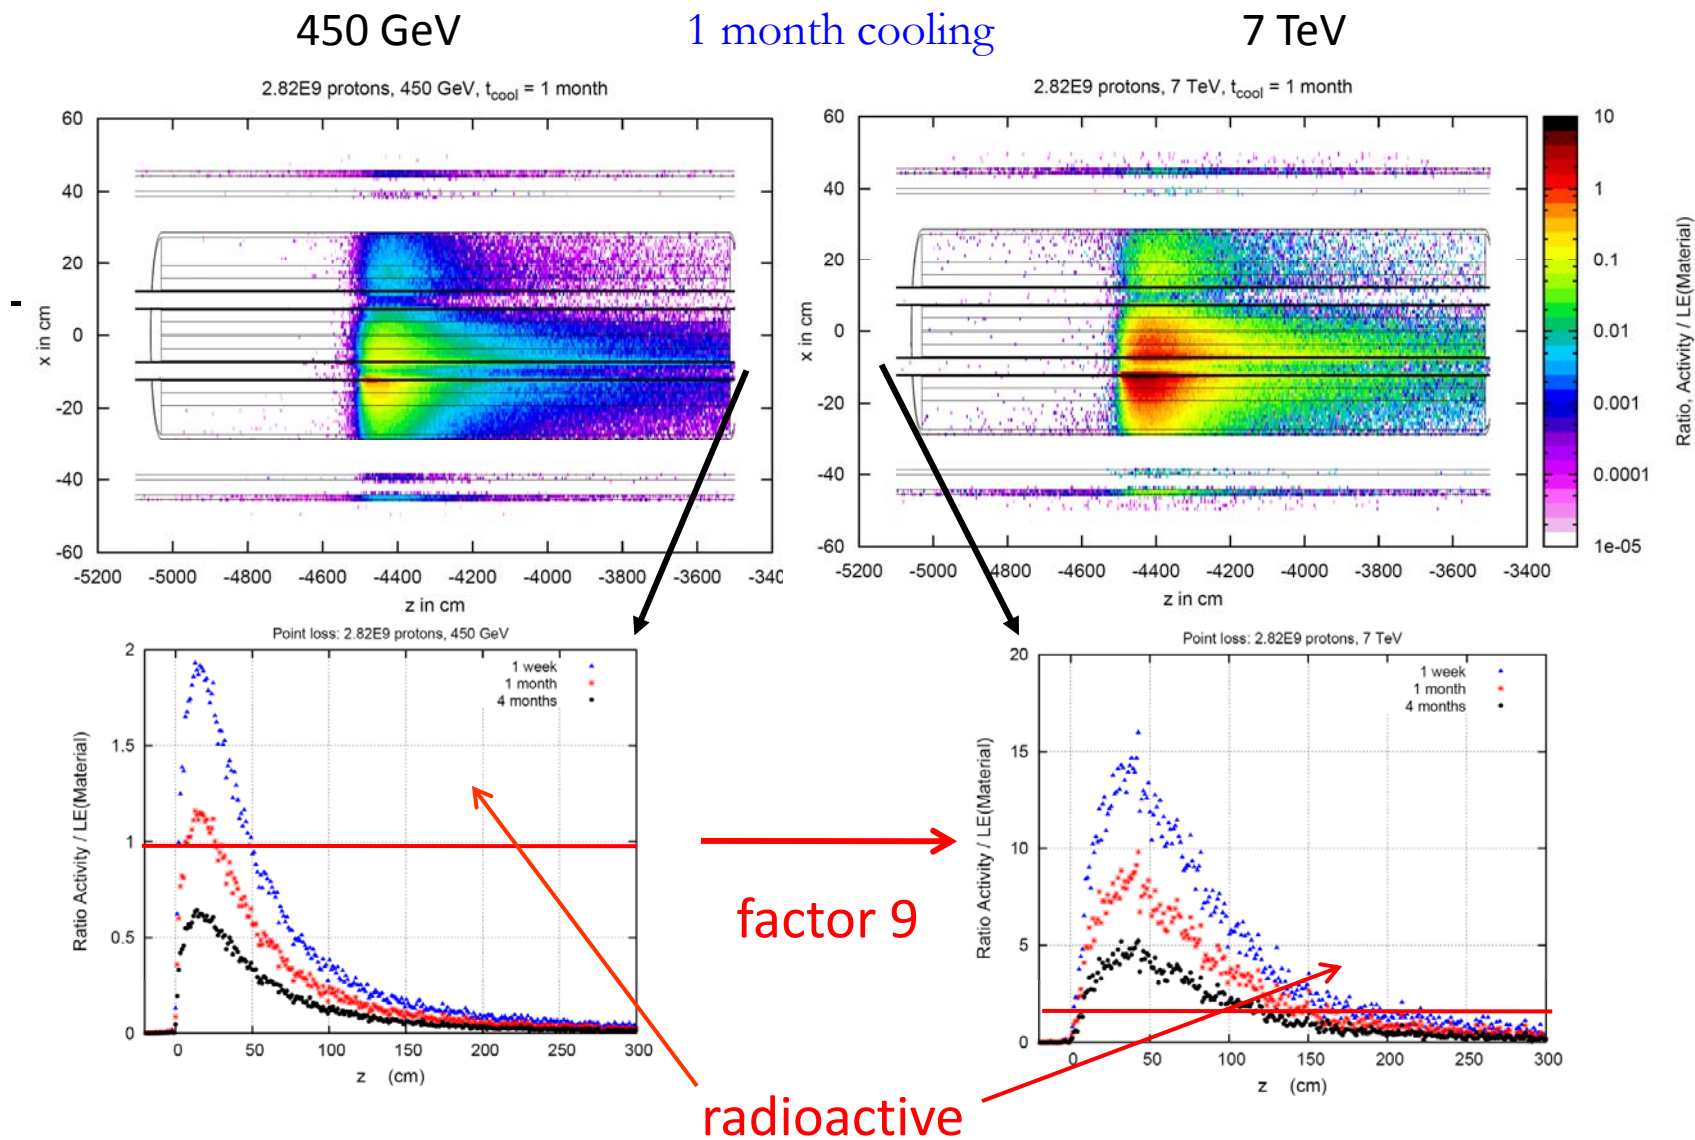 450 GeV
1 month cooling
7 TeV
2.82E9 protons, 450 GeV, tcool = 1 month
60
40
20
0
-20
-40
-60
x in cm
-5200 -5000 -4800 -4600 -4400 -4200 -4000 -3800 -3600 -340
z in cm
2.82E9 protons, 7 TeV, tcool = 1 month
60
40
20
0
-20
-40
-60
x in cm
-5200 -5000 -4800 -4600 -4400 -4200 -4000 -3800 -3600 -3400
z in cm
10
1
0.1
0.01
0.001
0.0001
1e-05
Ratio, Activity / LE(Material)
Point loss: 2.82E9 protons, 450 GeV
1 week
1 month
4 months
2
1.5
1
0.5
0
Ratio Activity / LE(Material)
0 50 100 150 200 250 300
z (cm)
factor 9
Point loss: 2.82E9 protons, 7 TeV
1 week
1 month
4 months
20
15
10
5
0
Ratio Activity / LE(Material)
0 50 100 150 200 250 300
z (cm)
radioactive